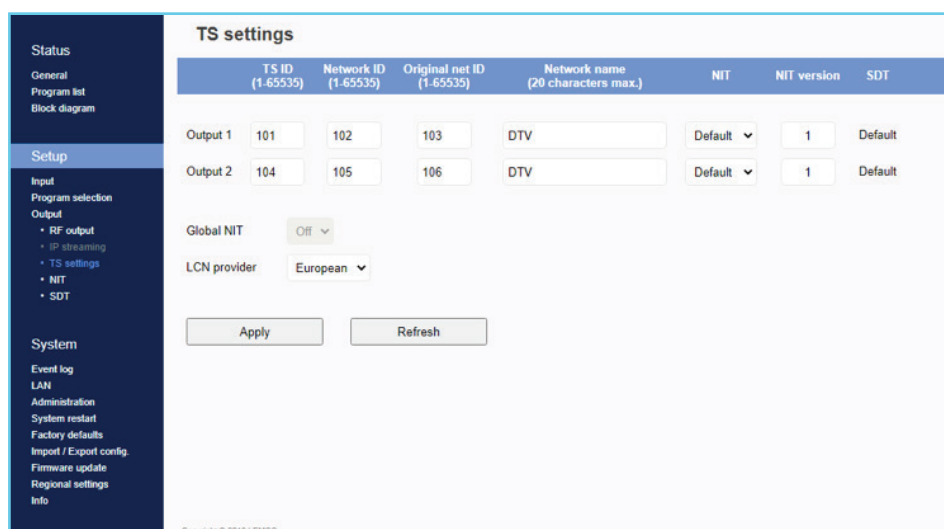 TS settings
Status
General
Program list
Block diagram
Setup
Input
Program selection
Output
• RF output
• IP streaming
• TS settings
• NIT
• SDT
System
Event log
LAN
Administration
System restart
Factory defaults
Import / Export config.
Firmware update
Regional settings
Info
TS ID (1-65535) Network ID (1-65535) Original net ID (1-65535) Network name (20 characters max.) NIT NIT version SDT
Output 1 101 102 103 DTV Default 1 Default
Output 2 104 105 106 DTV Default 1 Default
Global NIT Off
LCN provider European
Apply Refresh